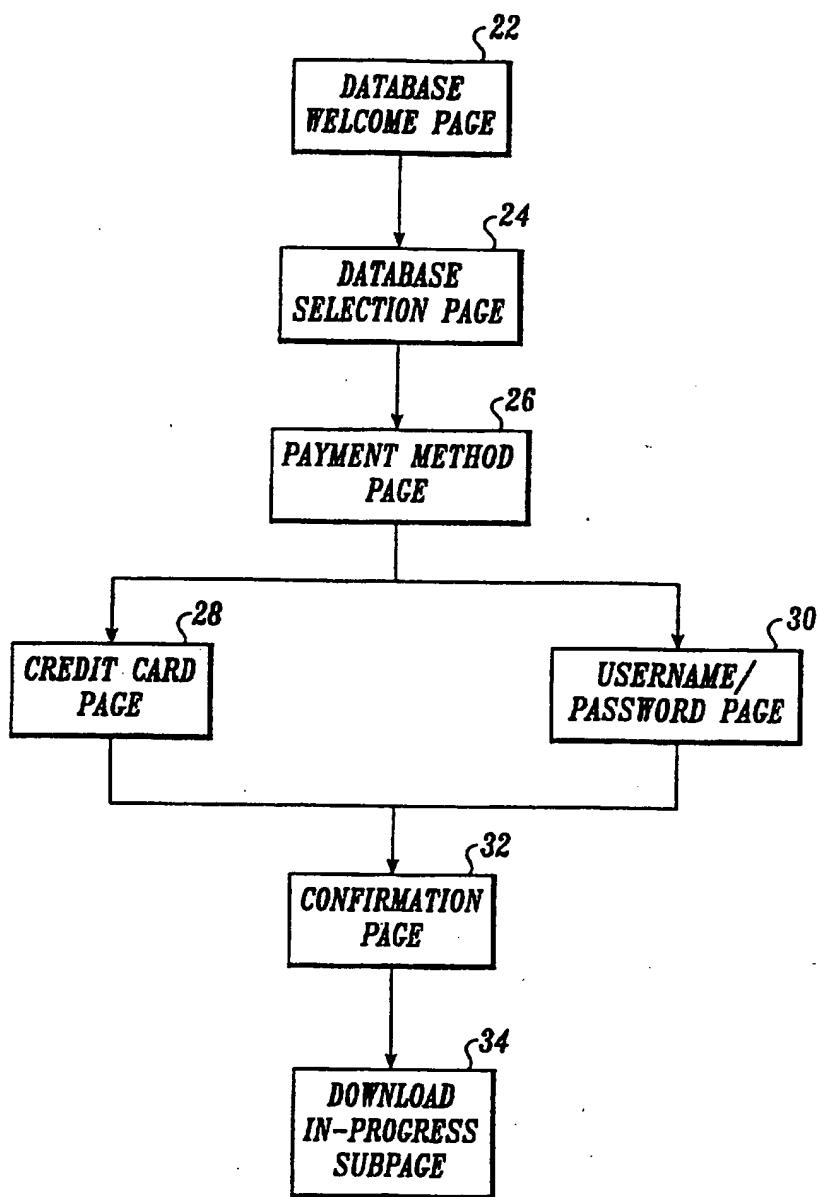 22
DATABASE
WELCOME PAGE
24
DATABASE
SELECTION PAGE
26
PAYMENT METHOD
PAGE
28
CREDIT CARD
PAGE
30
USERNAME/
PASSWORD PAGE
32
CONFIRMATION
PAGE
34
DOWNLOAD
IN-PROGRESS
SUBPAGE